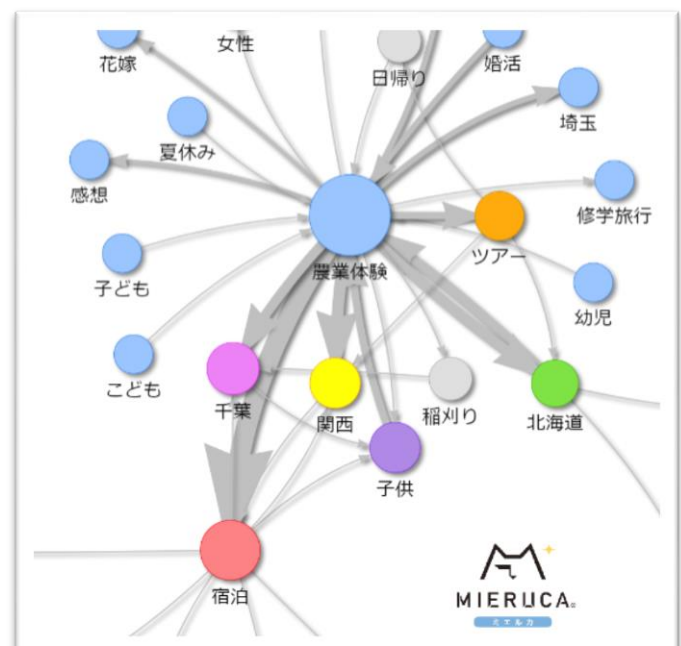 女性
花嫁
日帰り
婚活
埼玉
夏休み
感想
修学旅行
ツアー
農業体験
子ども
幼児
こども
千葉
関西
稲刈り
北海道
子供
宿泊
MIERUCA®
ミエルカ